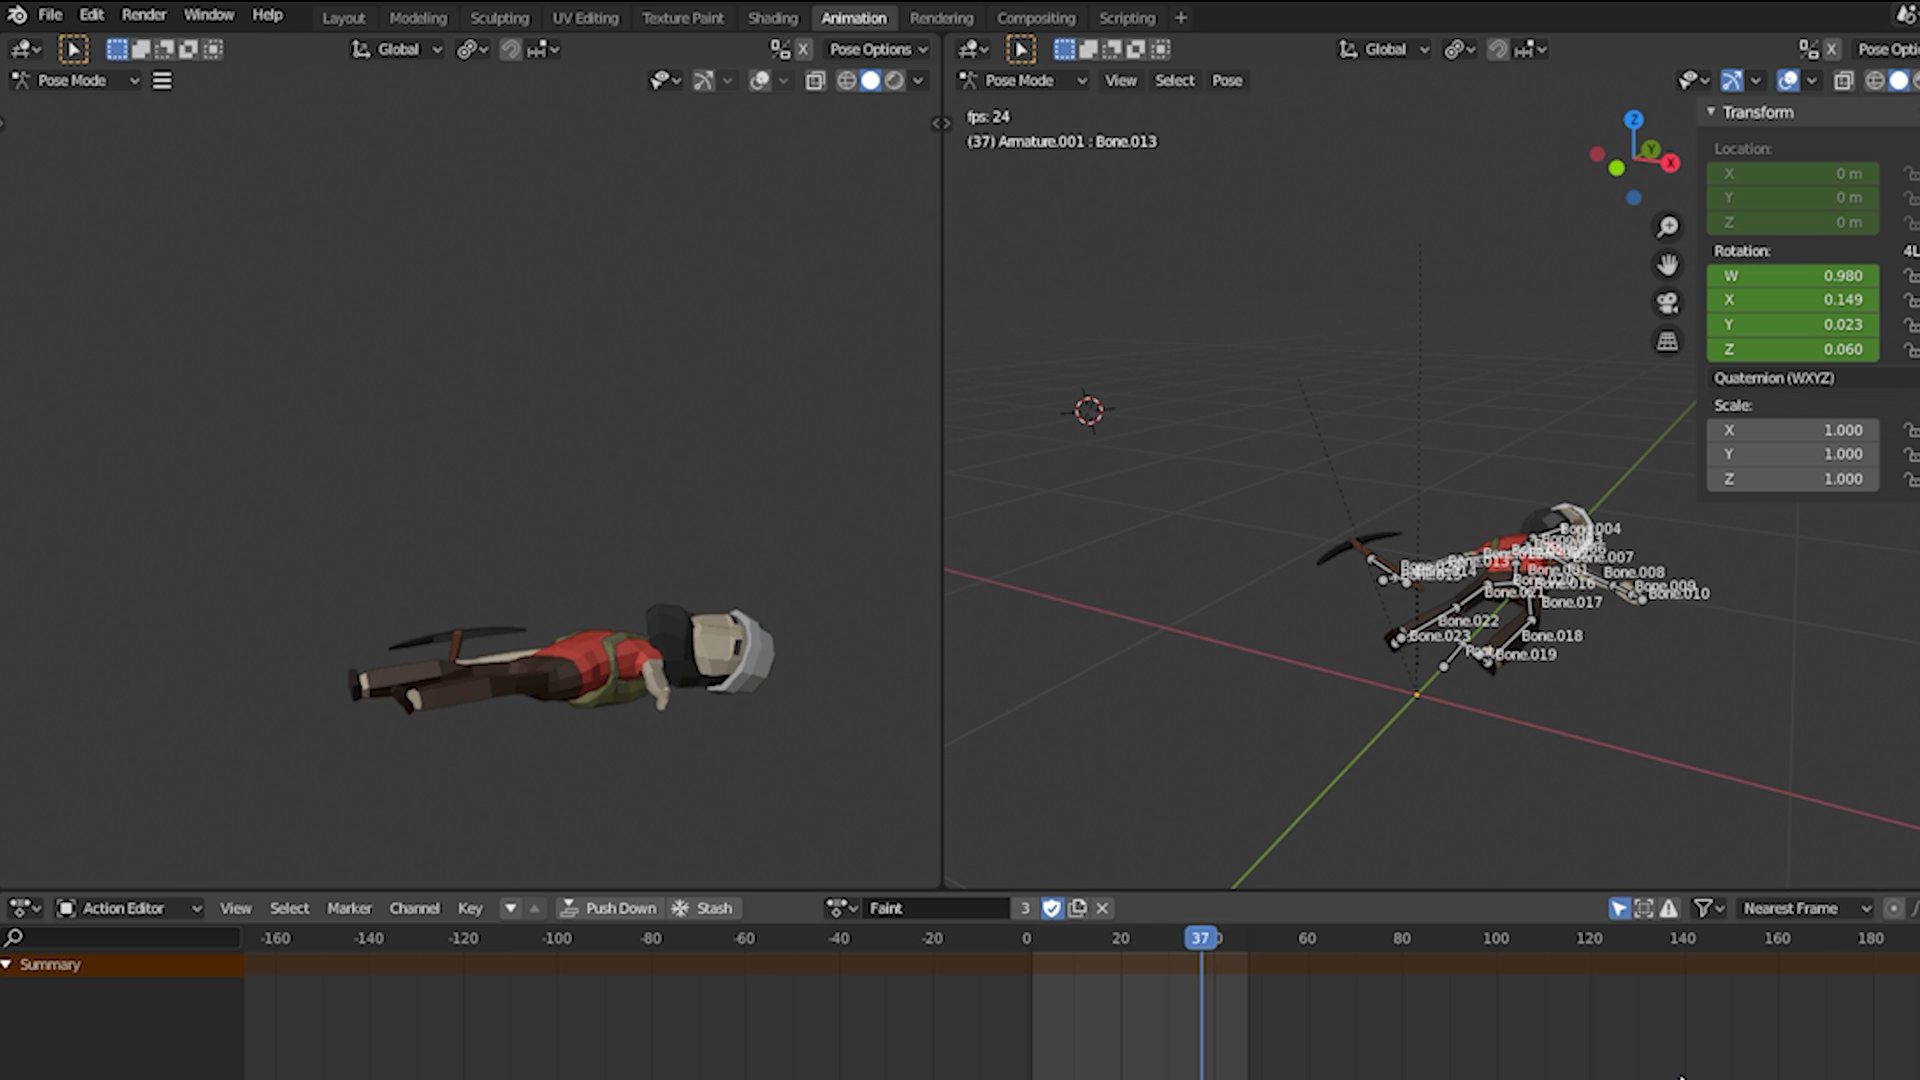 File Edit Render Window Help Layout Modeling Sculpting UV Editing Texture Paint Shading Animation Rendering Compositing Scripting +
Global X Pose Options Global X
Pose Mode Pose Mode View Select Pose
fps: 24
(37) Armature.001 : Bone.013
Z
Y
X
Transform
Location:
X 0 m
Y 0 m
Z 0 m
Rotation: 4L
W 0.980
X 0.149
Y 0.023
Z 0.060
Quaternion (WXYZ)
Scale:
X 1.000
Y 1.000
Z 1.000
Bone.004
Bone.008
Bone.010
Bone.017
Bone.022
Bone.023
Bone.018
Bone.019
Action Editor View Select Marker Channel Key Push Down Stash Faint 3 Nearest Frame
-160 -140 -120 -100 -80 -60 -40 -20 0 20 37 60 80 100 120 140 160 180
Summary